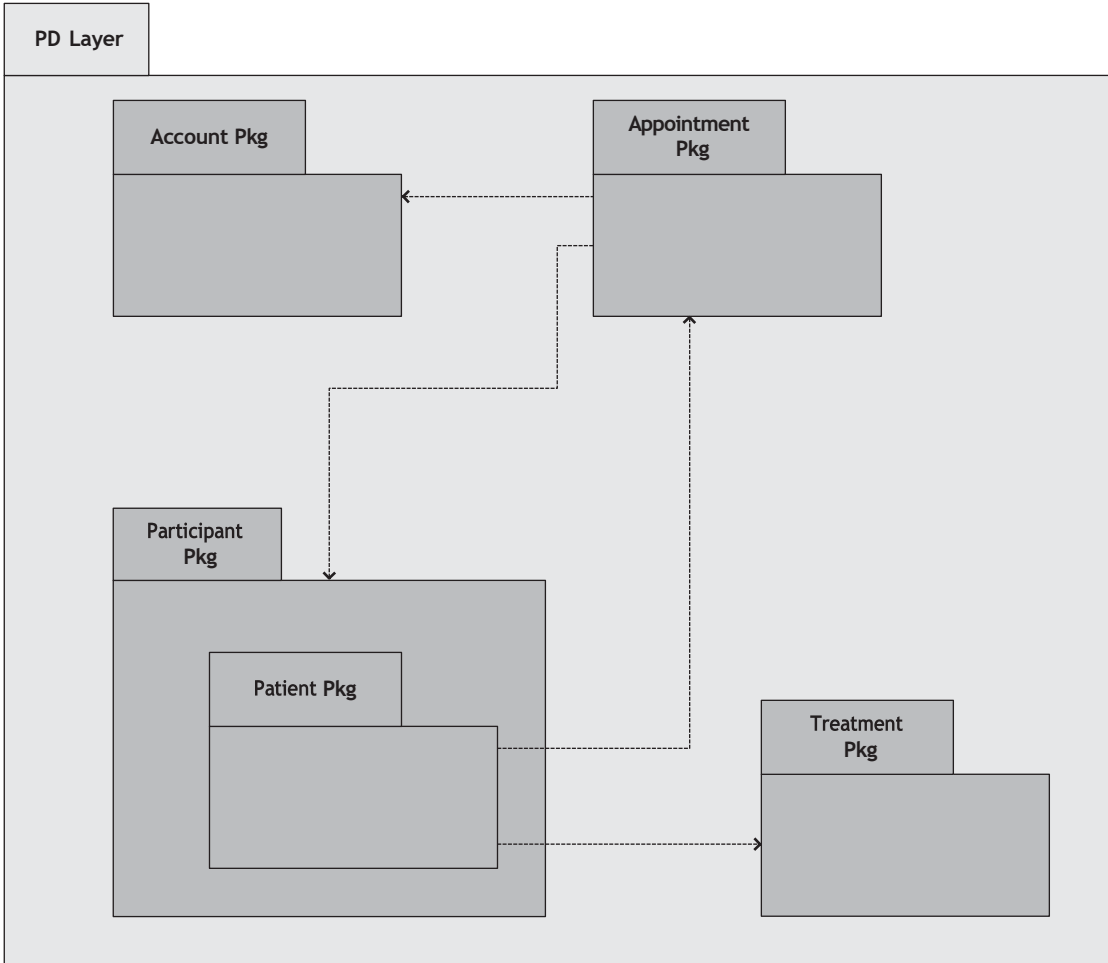 PD Layer
Account Pkg
Appointment
Pkg
Participant
Pkg
Patient Pkg
Treatment
Pkg